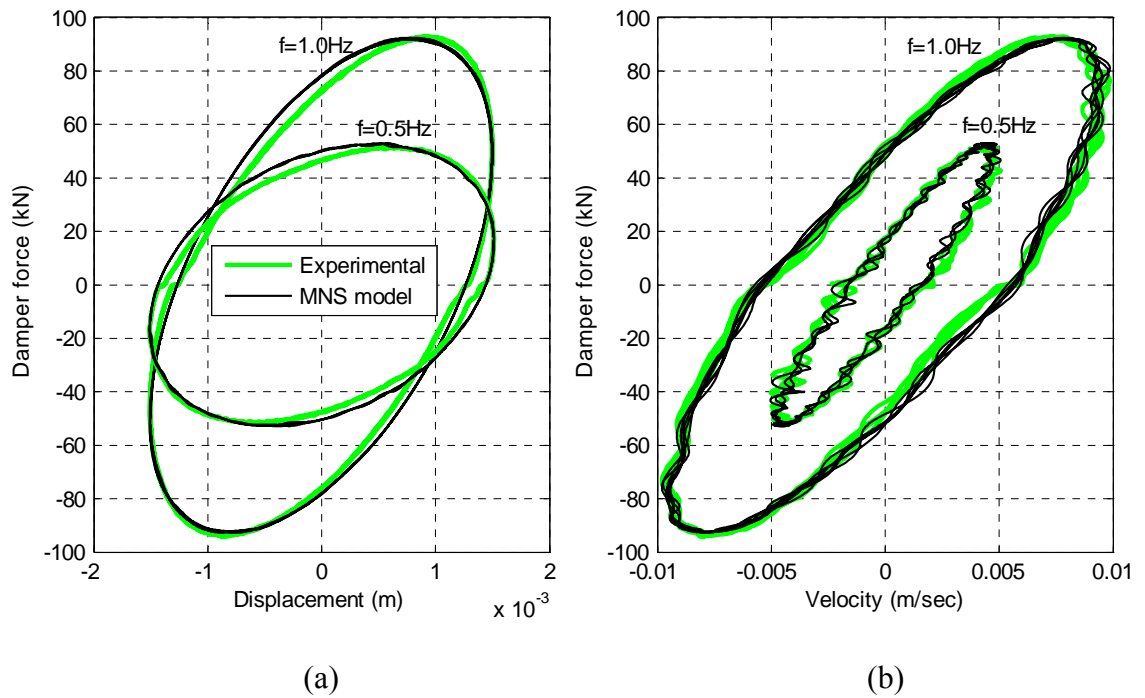 100
80
60
40
20
0
-20
-40
-60
-80
-100
Damper force (kN)
f=1.0Hz
f=0.5Hz
Experimental
MNS model
-2 -1 0 1 2
Displacement (m)
x 10⁻³
(a)
100
80
60
40
20
0
-20
-40
-60
-80
-100
Damper force (kN)
f=1.0Hz
f=0.5Hz
-0.01 -0.005 0 0.005 0.01
Velocity (m/sec)
(b)